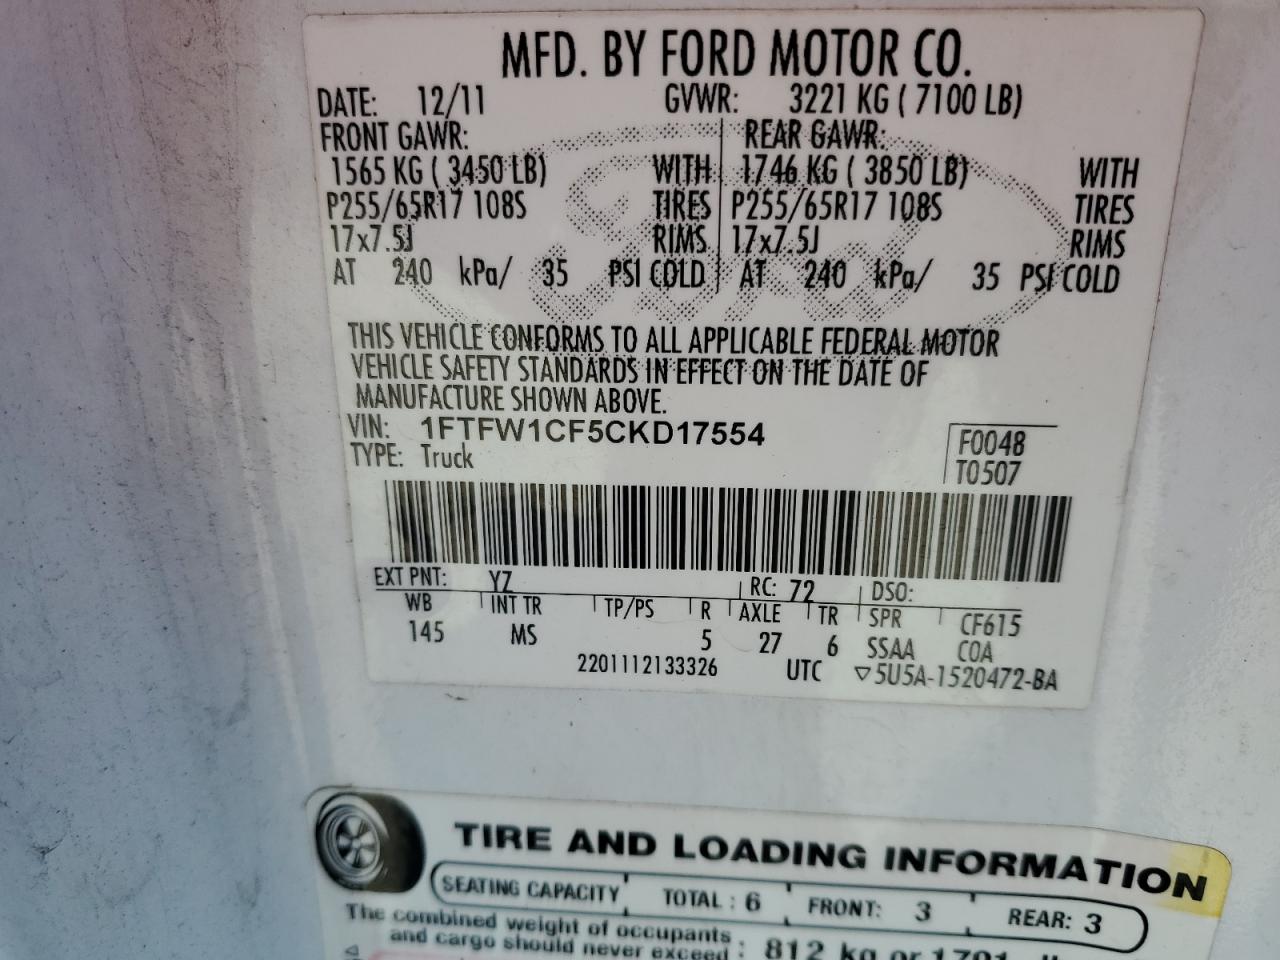 MFD. BY FORD MOTOR CO.
DATE: 12/11 GVWR: 3221 KG ( 7100 LB)
FRONT GAWR: REAR GAWR:
1565 KG ( 3450 LB) WITH 1746 KG ( 3850 LB) WITH
P255/65R17 108S TIRES P255/65R17 108S TIRES
17x7.5J RIMS 17x7.5J RIMS
AT 240 kPa/ 35 PSI COLD AT 240 kPa/ 35 PSI COLD
Ford
THIS VEHICLE CONFORMS TO ALL APPLICABLE FEDERAL MOTOR
VEHICLE SAFETY STANDARDS IN EFFECT ON THE DATE OF
MANUFACTURE SHOWN ABOVE.
VIN: 1FTFW1CF5CKD17554 F0048
TYPE: Truck T0507
EXT PNT: YZ RC: 72 DSO:
WB INT TR TP/PS R AXLE TR SPR CF615
145 MS 5 27 6 SSAA COA
2201112133326 UTC ▽5U5A-1520472-BA
TIRE AND LOADING INFORMATION
SEATING CAPACITY TOTAL : 6 FRONT: 3 REAR: 3
The combined weight of occupants
and cargo should never exceed : 812 kg or